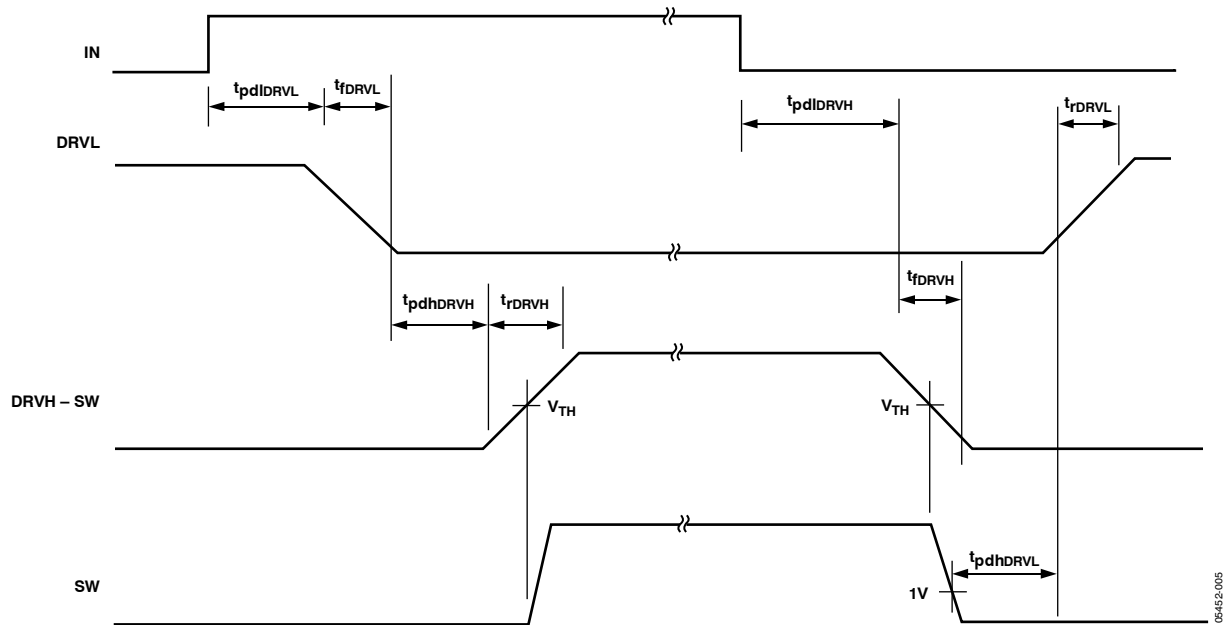 IN
tpdlDRVL
tfDRVL
tpdlDRVH
trDRVL
DRVL
tfDRVH
tpdhDRVH
trDRVH
DRVH – SW
VTH
VTH
tpdhDRVL
SW
1V
05452-005